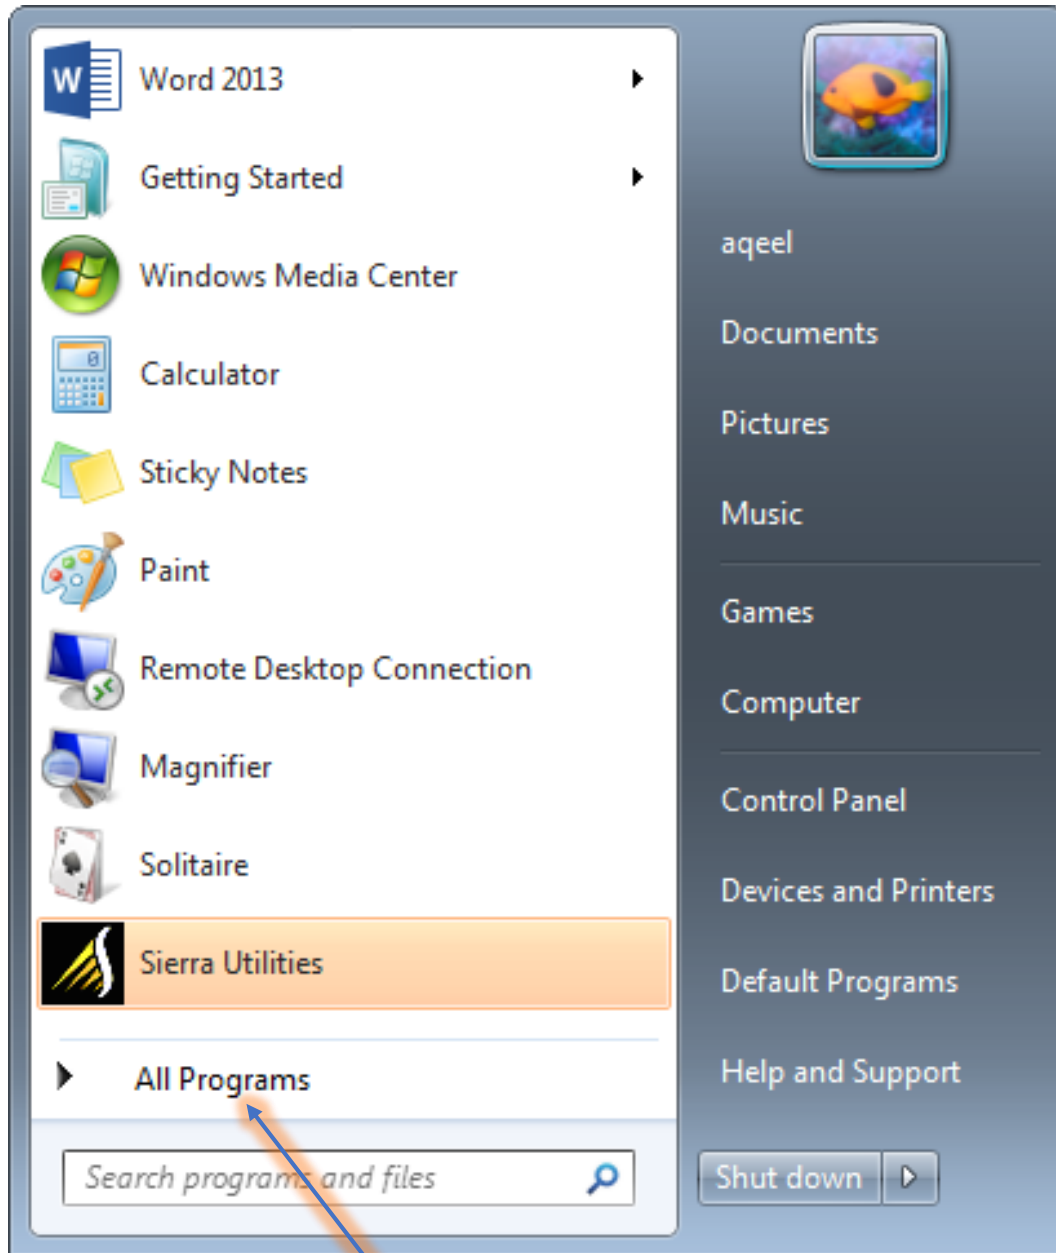 Word 2013
Getting Started
Windows Media Center
Calculator
Sticky Notes
Paint
Remote Desktop Connection
Magnifier
Solitaire
Sierra Utilities
All Programs
Search programs and files
aqeel
Documents
Pictures
Music
Games
Computer
Control Panel
Devices and Printers
Default Programs
Help and Support
Shut down